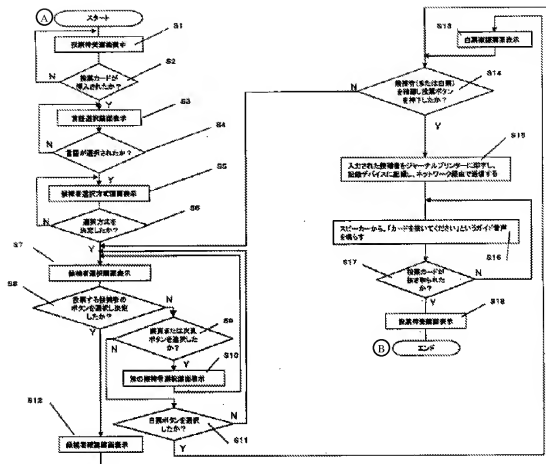 A スタート
S1
投票待受画面表示
S2
投票カードが
挿入されたか?
N
Y
S3
言語選択画面表示
S4
言語が選択されたか?
N
Y
S5
候補者選択方式画面表示
S6
選択方式を
決定したか?
N
Y
S7
候補者選択画面表示
S8
投票する候補者の
ボタンを選択し決定
したか?
N
Y
S9
前頁または次頁
ボタンを選択した
か?
N
Y
S10
別の候補者選択画面表示
S11
白票ボタンを選択
したか?
N
Y
S12
候補者確認画面表示
S13
白票確認画面表示
S14
候補者(または白票)
を確認し投票ボタン
を押下したか?
N
Y
S15
入力された候補者をジャーナルプリンターに印字し、
記録デバイスに記録し、ネットワーク経由で送信する
スピーカーから、「カードを抜いてください」というガイド音声
を鳴らす
S16
S17
投票カードが
抜き取られた
か?
N
Y
S18
投票待受画面表示
B エンド